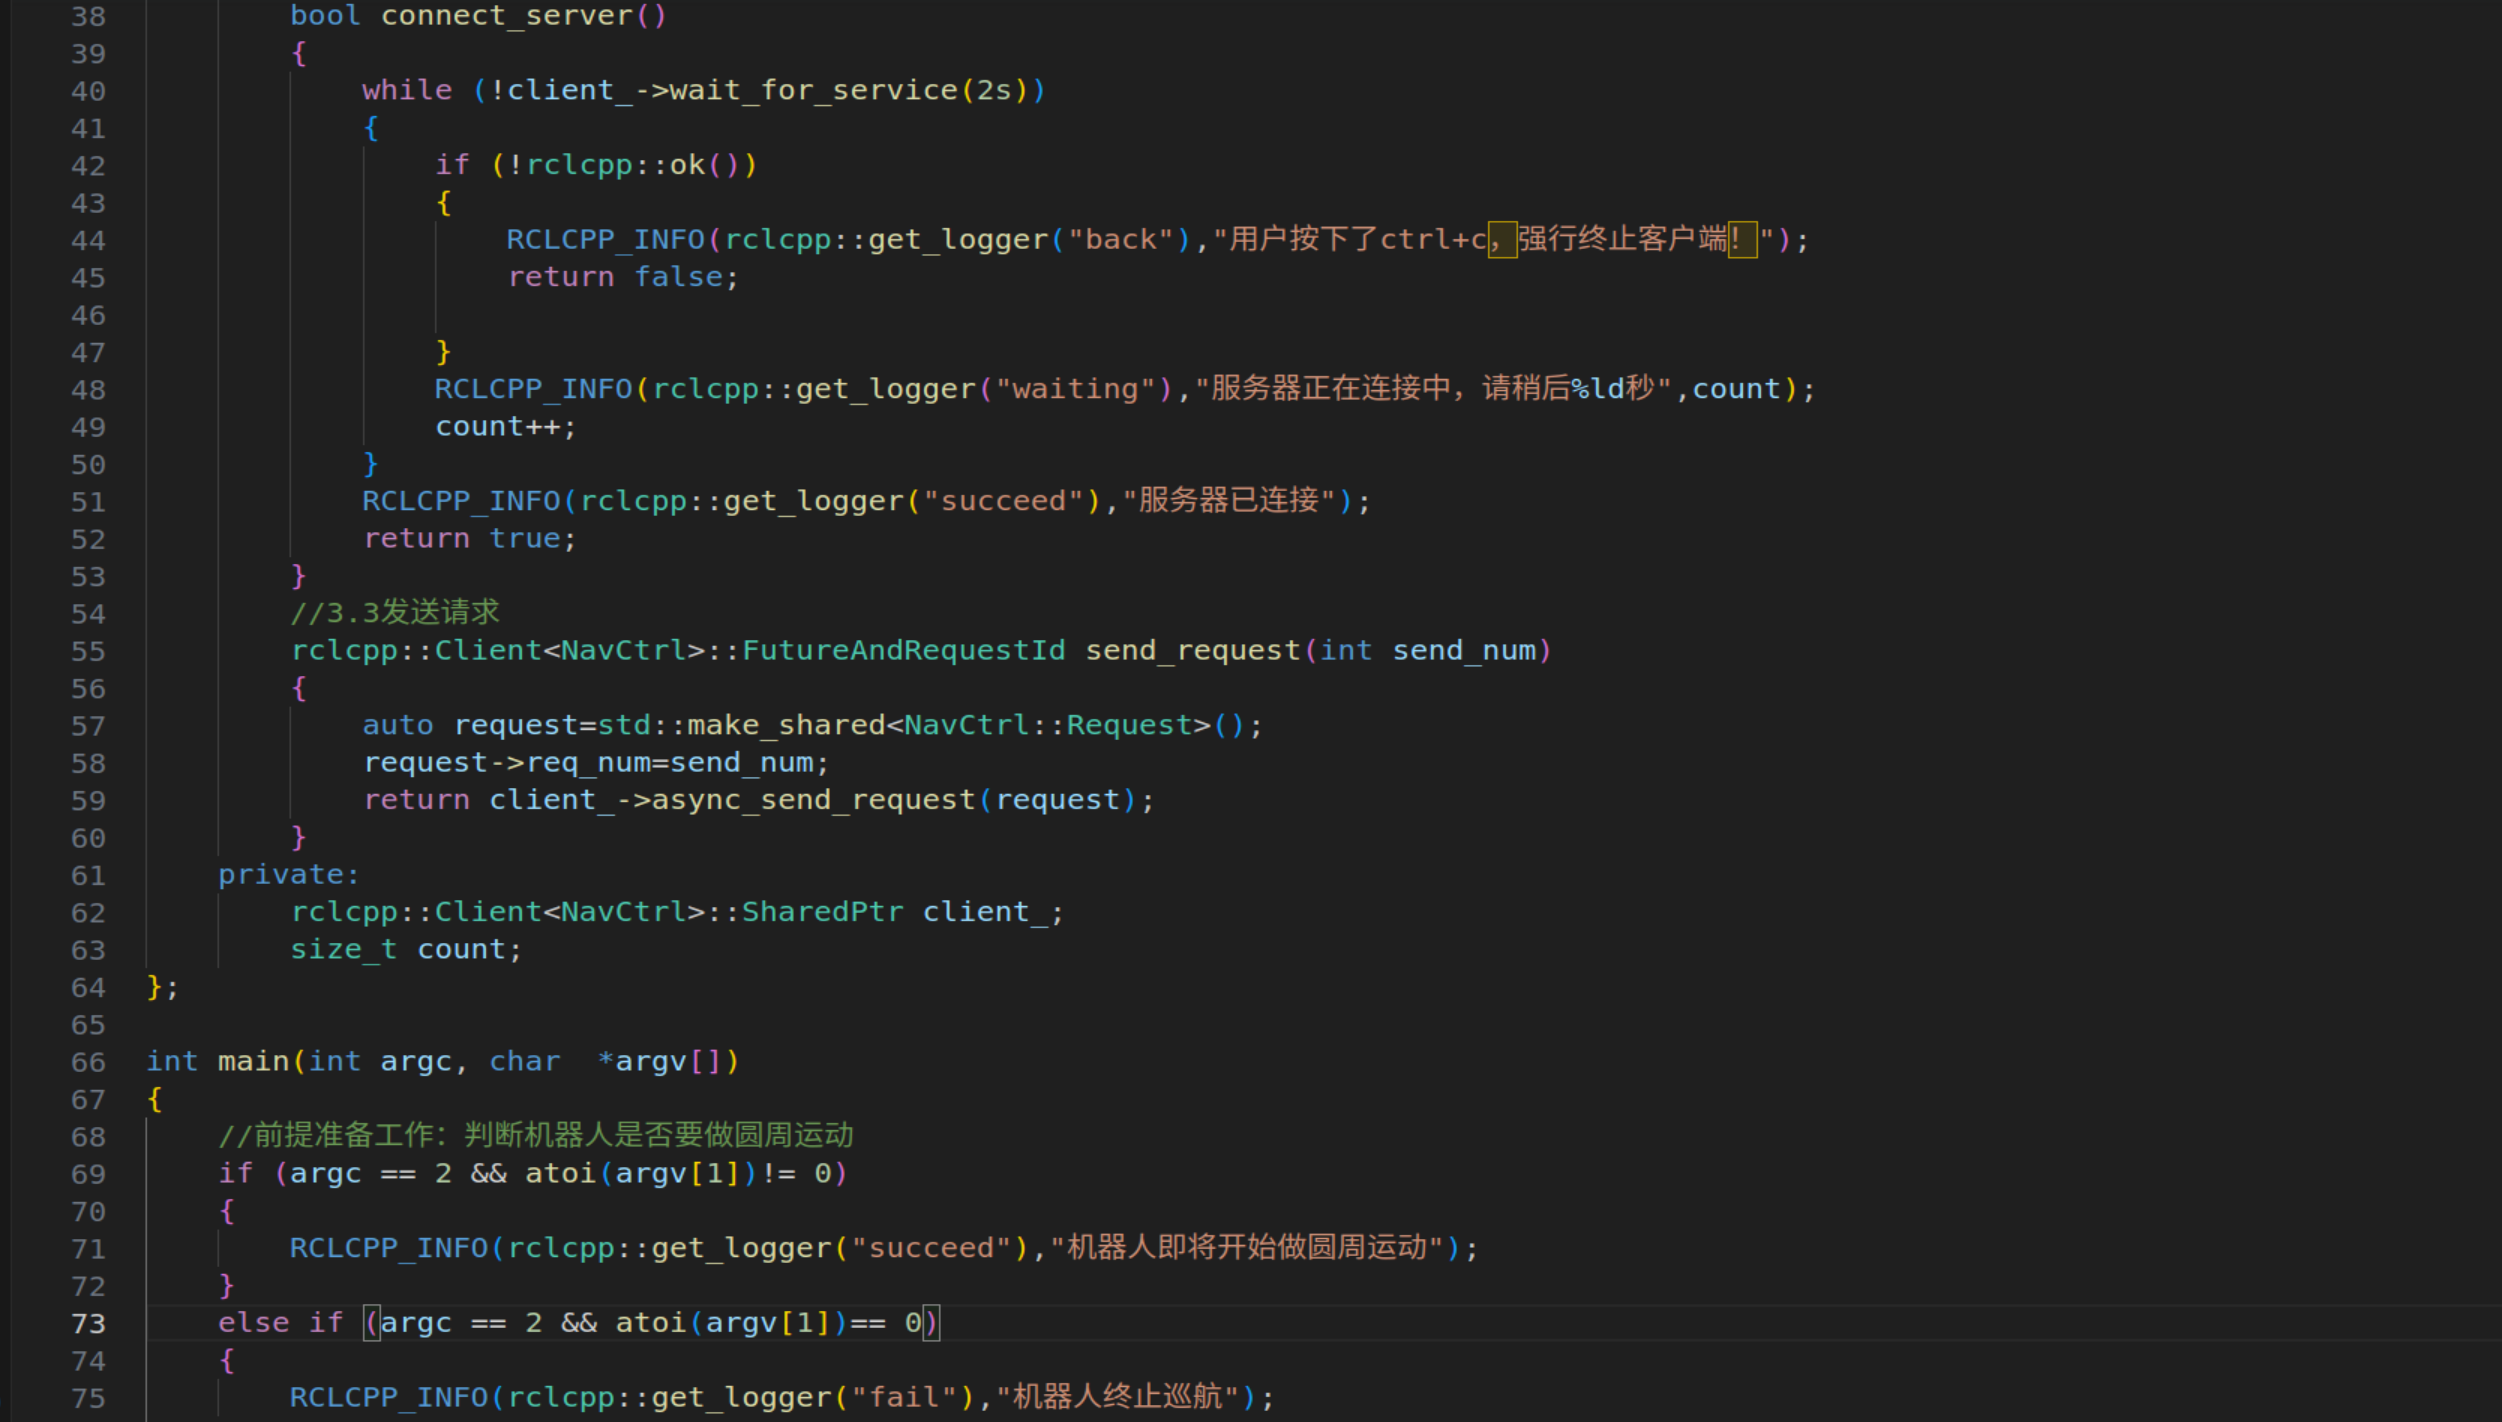 38 bool connect_server()
39 {
40 while (!client_->wait_for_service(2s))
41 {
42 if (!rclcpp::ok())
43 {
44 RCLCPP_INFO(rclcpp::get_logger("back"),"用户按下了ctrl+c，强行终止客户端！");
45 return false;
46
47 }
48 RCLCPP_INFO(rclcpp::get_logger("waiting"),"服务器正在连接中，请稍后%ld秒",count);
49 count++;
50 }
51 RCLCPP_INFO(rclcpp::get_logger("succeed"),"服务器已连接");
52 return true;
53 }
54 //3.3发送请求
55 rclcpp::Client<NavCtrl>::FutureAndRequestId send_request(int send_num)
56 {
57 auto request=std::make_shared<NavCtrl::Request>();
58 request->req_num=send_num;
59 return client_->async_send_request(request);
60 }
61 private:
62 rclcpp::Client<NavCtrl>::SharedPtr client_;
63 size_t count;
64 };
65
66 int main(int argc, char  *argv[])
67 {
68 //前提准备工作：判断机器人是否要做圆周运动
69 if (argc == 2 && atoi(argv[1])!= 0)
70 {
71 RCLCPP_INFO(rclcpp::get_logger("succeed"),"机器人即将开始做圆周运动");
72 }
73 else if (argc == 2 && atoi(argv[1])== 0)
74 {
75 RCLCPP_INFO(rclcpp::get_logger("fail"),"机器人终止巡航");